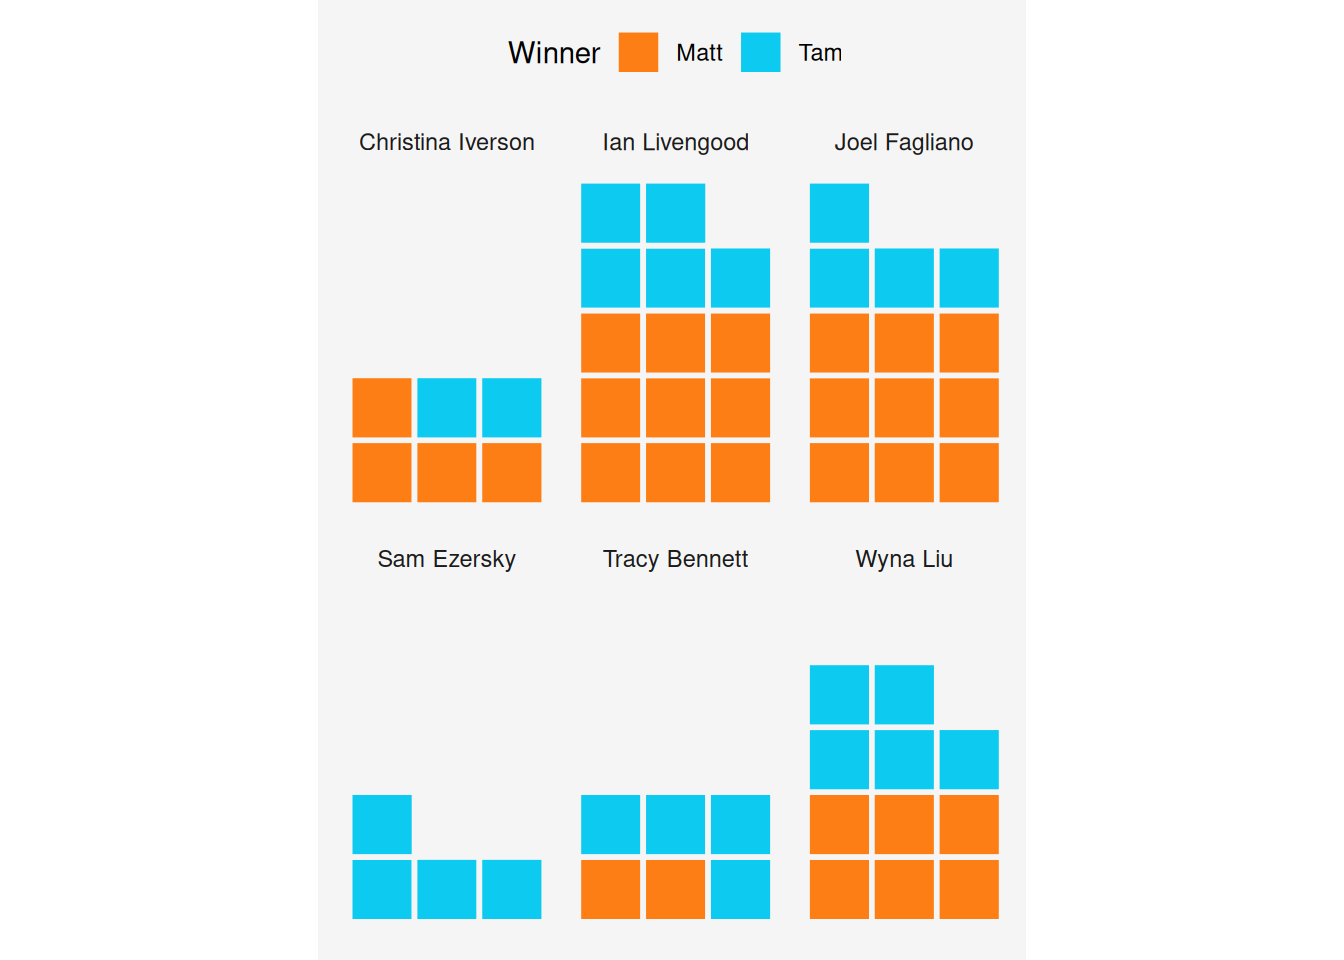 Winner Matt Tam
Christina Iverson Ian Livengood Joel Fagliano
Sam Ezersky Tracy Bennett Wyna Liu